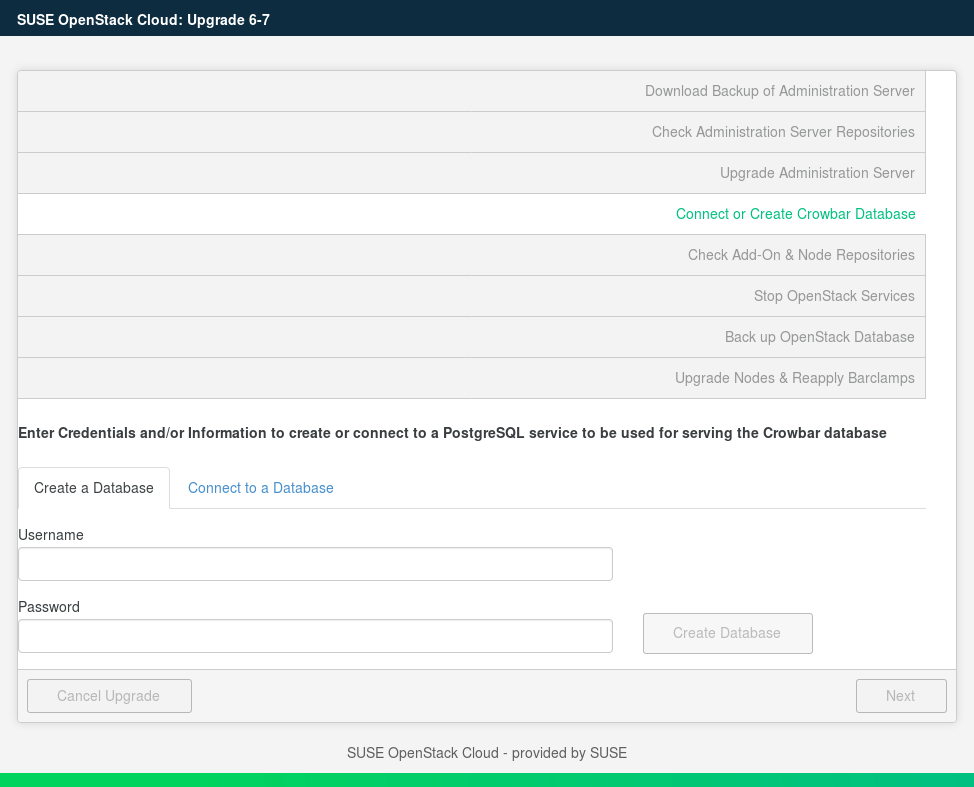 SUSE OpenStack Cloud: Upgrade 6-7
Download Backup of Administration Server
Check Administration Server Repositories
Upgrade Administration Server
Connect or Create Crowbar Database
Check Add-On & Node Repositories
Stop OpenStack Services
Back up OpenStack Database
Upgrade Nodes & Reapply Barclamps
Enter Credentials and/or Information to create or connect to a PostgreSQL service to be used for serving the Crowbar database
Create a Database Connect to a Database
Username
Password
Create Database
Cancel Upgrade Next
SUSE OpenStack Cloud - provided by SUSE